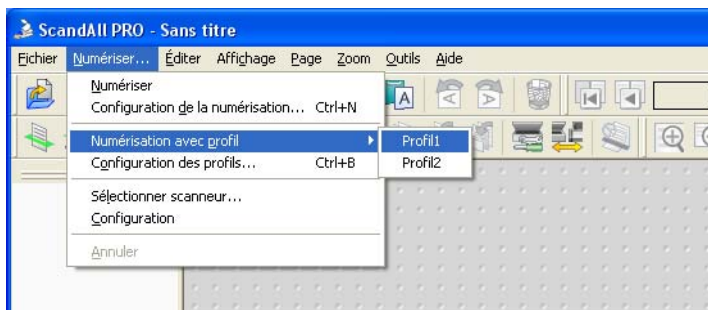 ScandAll PRO - Sans titre
Fichier Numériser... Éditer Affichage Page Zoom Outils Aide
Numériser
Configuration de la numérisation... Ctrl+N
Numérisation avec profil
Profil1
Configuration des profils... Ctrl+B
Profil2
Sélectionner scanneur...
Configuration
Annuler
A